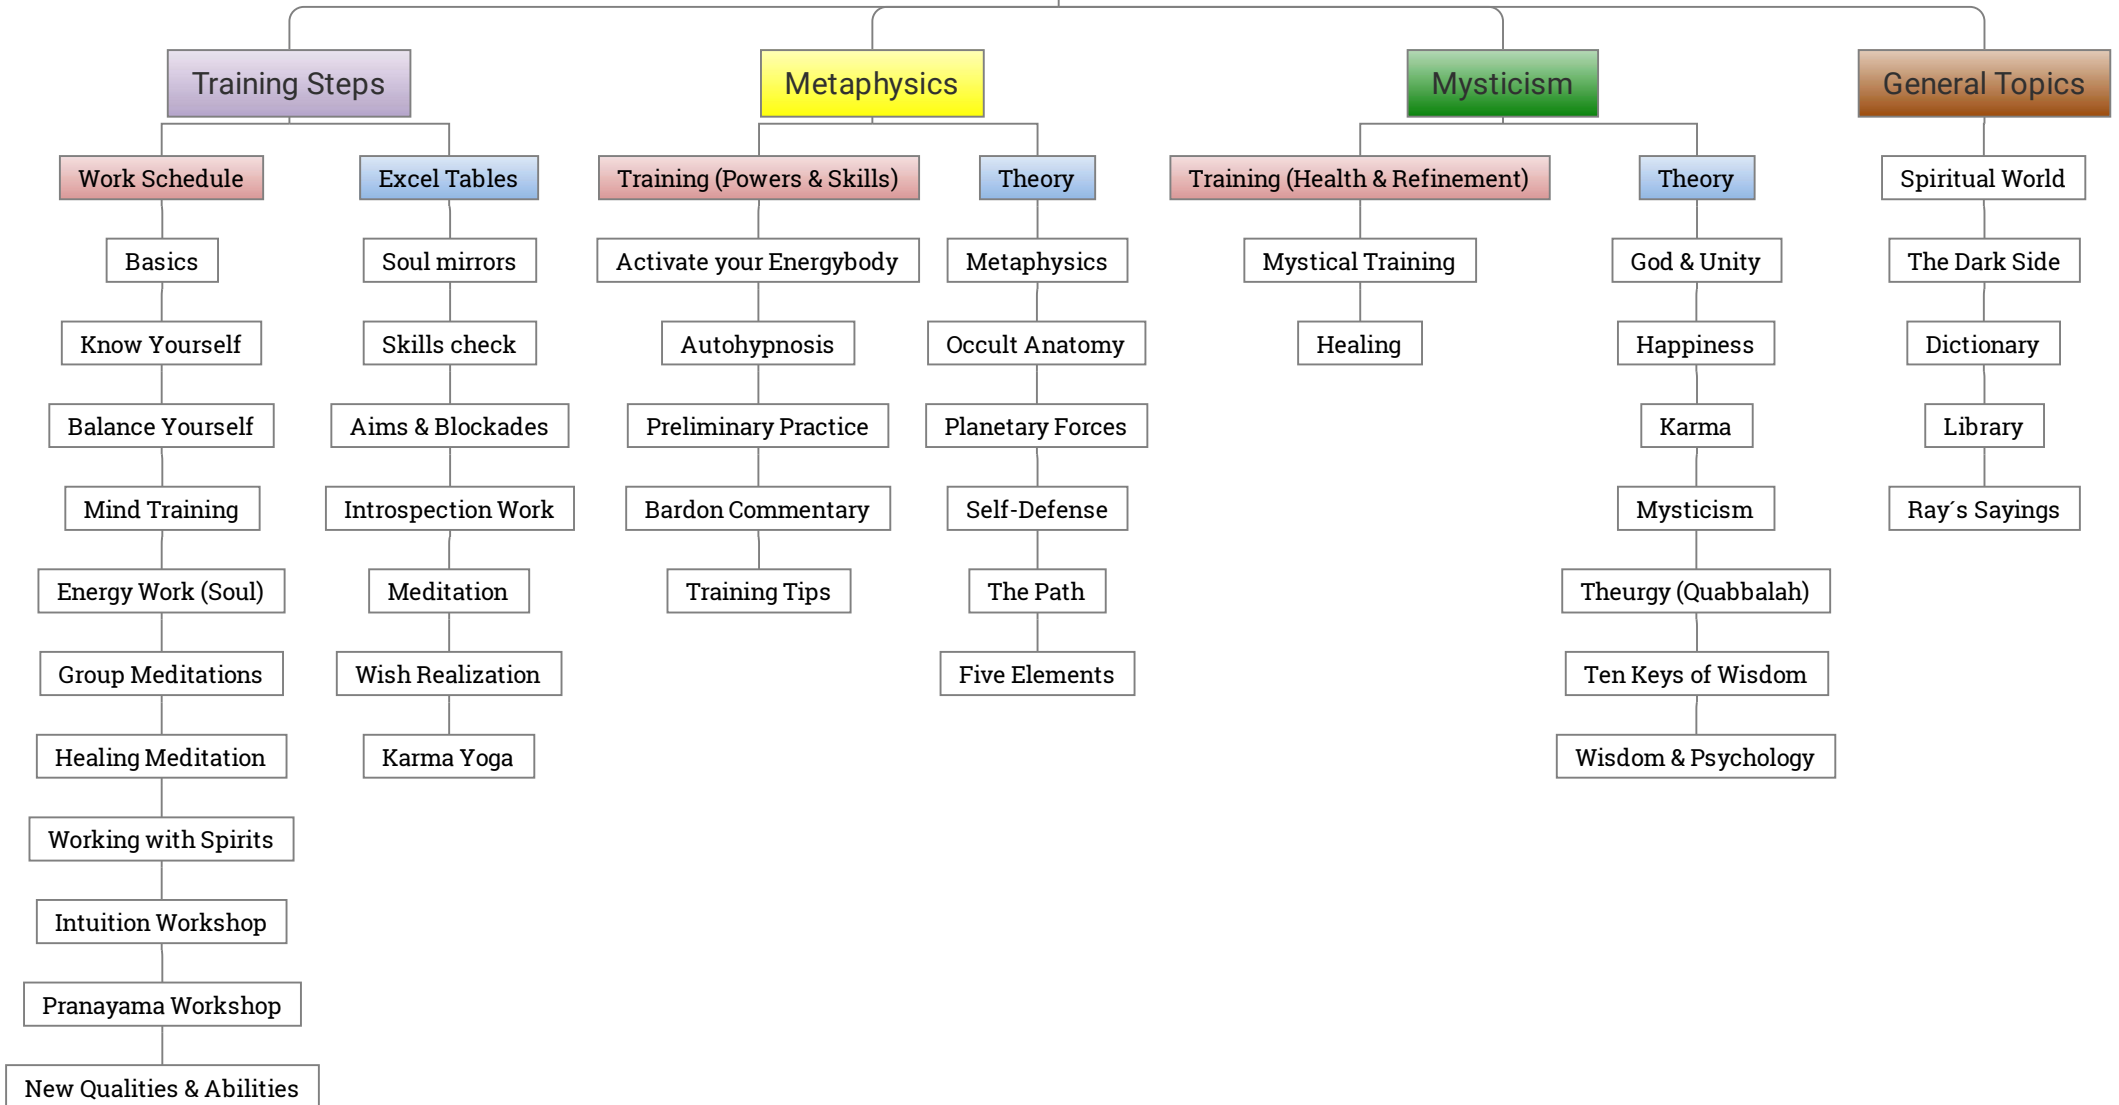 Training Steps
Metaphysics
Mysticism
General Topics
Work Schedule
Excel Tables
Training (Powers & Skills)
Theory
Training (Health & Refinement)
Theory
Spiritual World
Basics
Soul mirrors
Activate your Energybody
Metaphysics
Mystical Training
God & Unity
The Dark Side
Know Yourself
Skills check
Autohypnosis
Occult Anatomy
Healing
Happiness
Dictionary
Balance Yourself
Aims & Blockades
Preliminary Practice
Planetary Forces
Karma
Library
Mind Training
Introspection Work
Bardon Commentary
Self-Defense
Mysticism
Ray´s Sayings
Energy Work (Soul)
Meditation
Training Tips
The Path
Theurgy (Quabbalah)
Group Meditations
Wish Realization
Five Elements
Ten Keys of Wisdom
Healing Meditation
Karma Yoga
Wisdom & Psychology
Working with Spirits
Intuition Workshop
Pranayama Workshop
New Qualities & Abilities